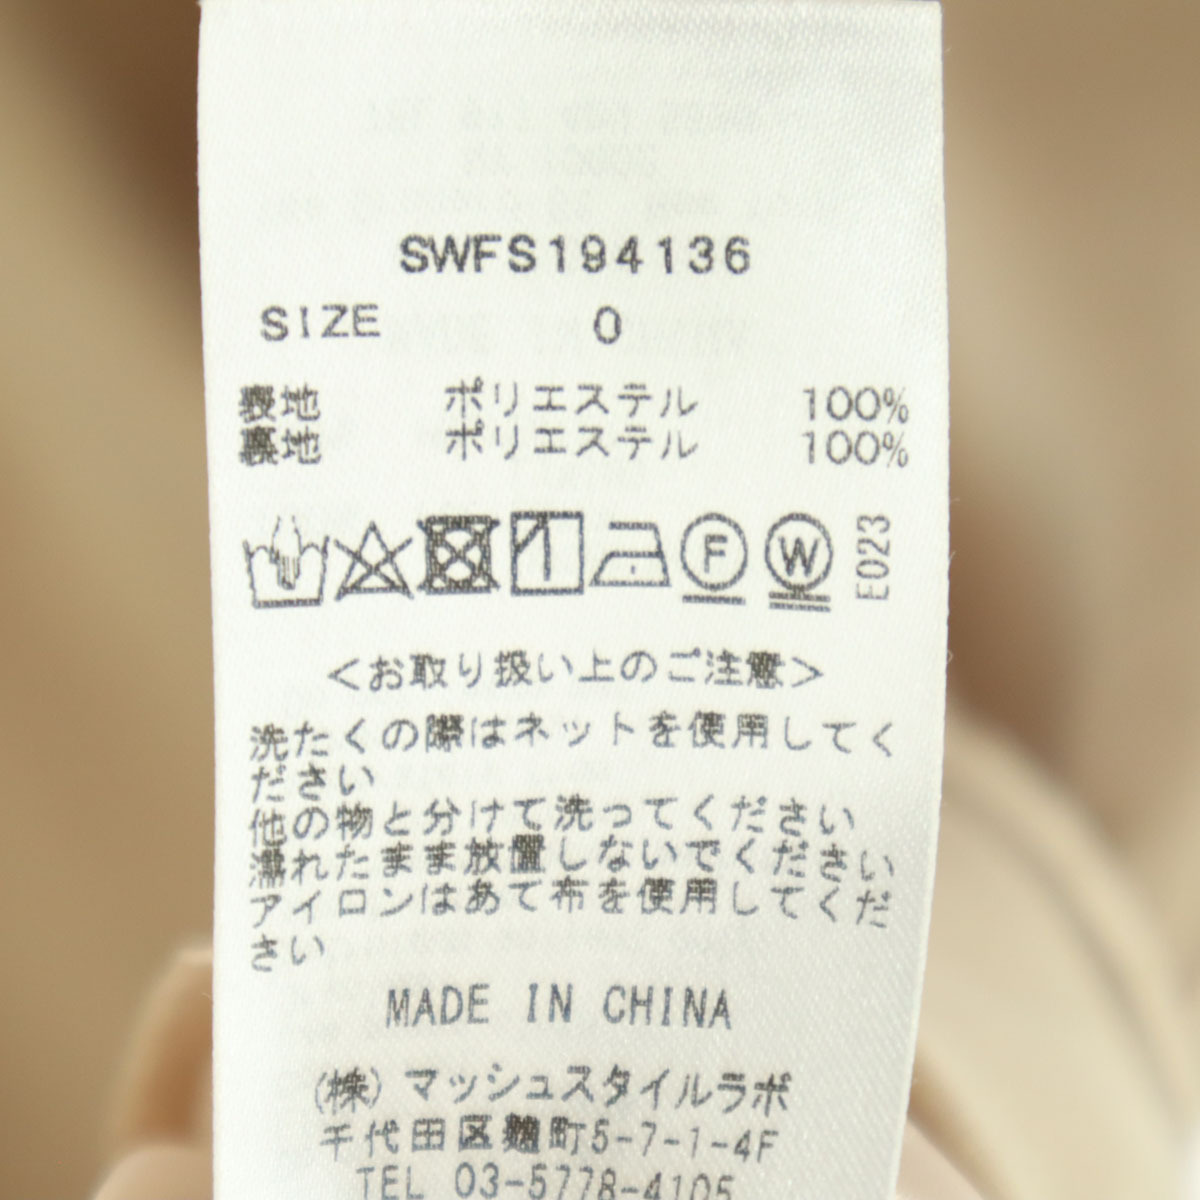 SWFS194136
SIZE 0
表地 ポリエステル 100%
裏地 ポリエステル 100%
F W E023
<お取り扱い上のご注意>
洗たくの際はネットを使用してく
ださい
他の物と分けて洗ってください
濡れたまま放置しないでください
アイロンはあて布を使用してくだ
さい
MADE IN CHINA
(株)マッシュスタイルラボ
千代田区麹町5-7-1-4F
TEL 03-5778-4105